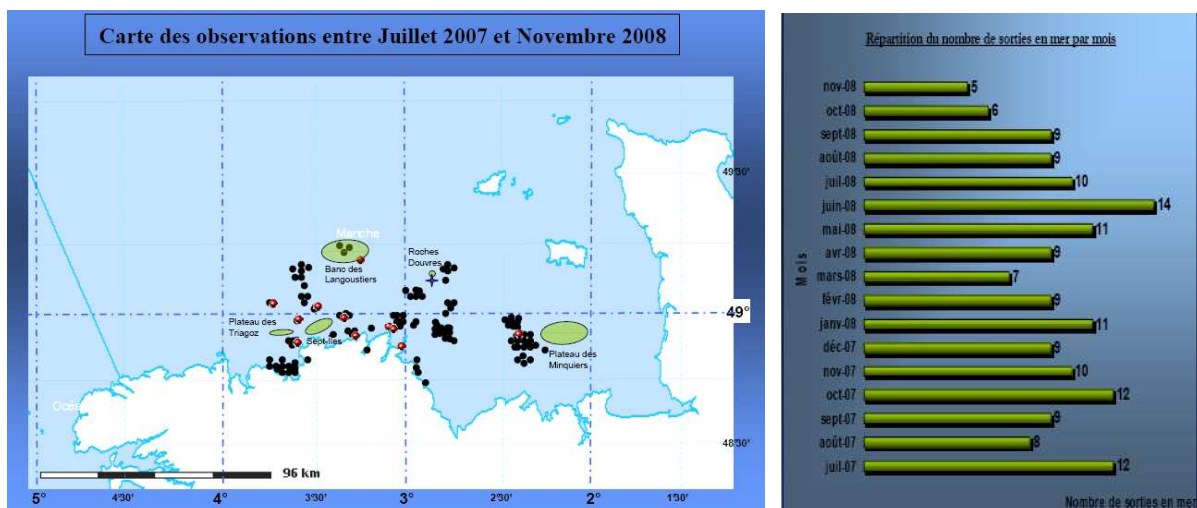 Carte des observations entre Juillet 2007 et Novembre 2008
49°30'
Manche
Banc des
Langoustiers
Roches
Douvres
49°
Plateau des
Triagoz
Sept-Iles
Plateau des
Minquiers
Océa
48°30'
96 km
5°
4°30'
4°
3°30'
3°
2°30'
2°
1°30'
Répartition du nombre de sorties en mer par mois
Mois
nov-08 5
oct-08 6
sept-08 9
août-08 9
juil-08 10
juin-08 14
mai-08 11
avr-08 9
mars-08 7
févr-08 9
janv-08 11
déc-07 9
nov-07 10
oct-07 12
sept-07 9
août-07 8
juil-07 12
Nombre de sorties en mer